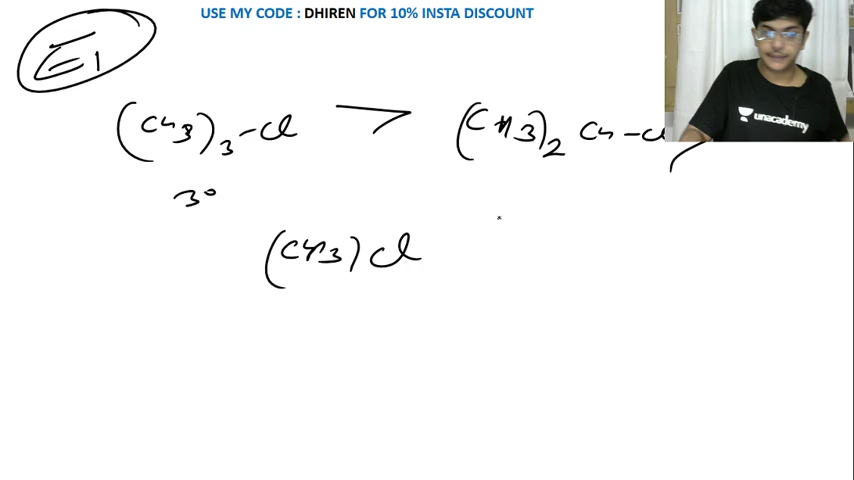 USE MY CODE : DHIREN FOR 10% INSTA DISCOUNT
E1
unacademy
(CH3)3-Cl > (CH3)2 CH-Cl >
3°
(CH3)Cl